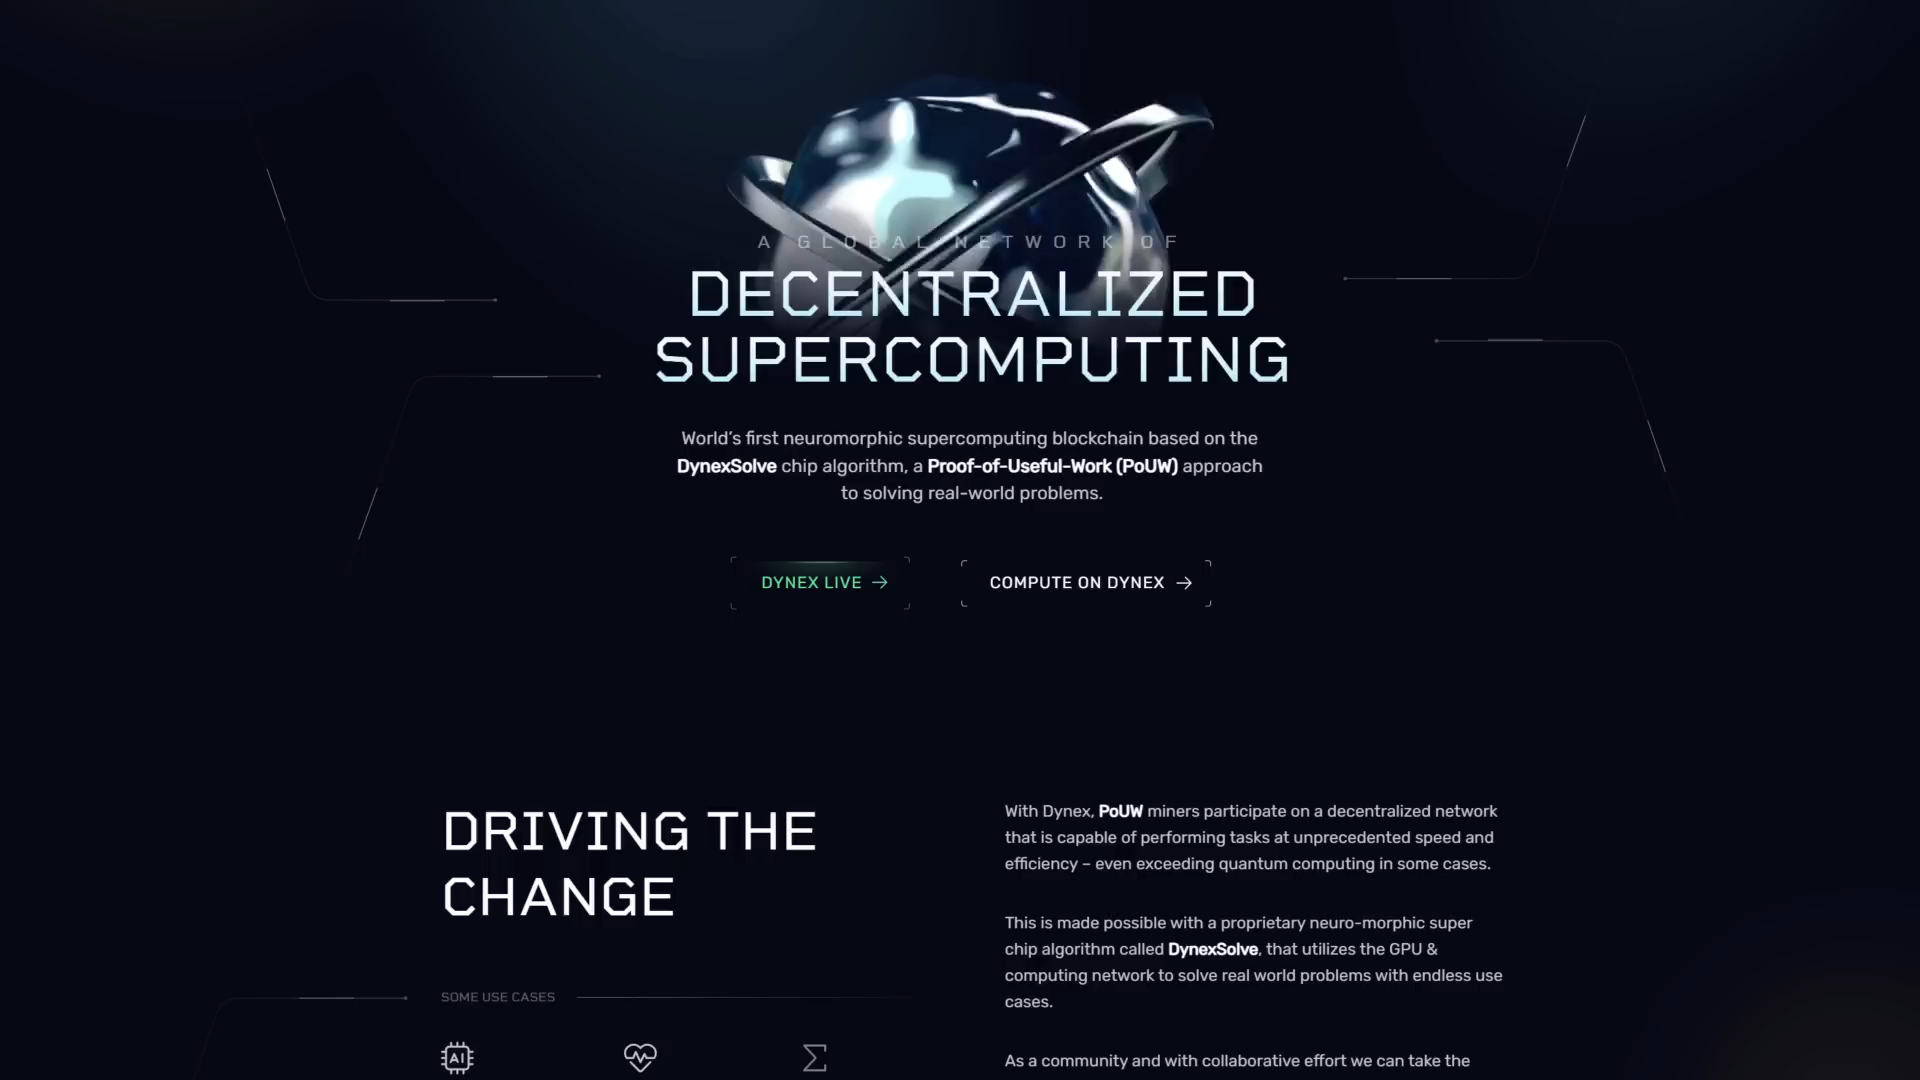 A GLOBAL NETWORK OF
DECENTRALIZED
SUPERCOMPUTING
World’s first neuromorphic supercomputing blockchain based on the
DynexSolve chip algorithm, a Proof-of-Useful-Work (PoUW) approach
to solving real-world problems.
DYNEX LIVE
COMPUTE ON DYNEX
DRIVING THE
CHANGE
SOME USE CASES
AI
With Dynex, PoUW miners participate on a decentralized network
that is capable of performing tasks at unprecedented speed and
efficiency – even exceeding quantum computing in some cases.
This is made possible with a proprietary neuro-morphic super
chip algorithm called DynexSolve, that utilizes the GPU &
computing network to solve real world problems with endless use
cases.
As a community and with collaborative effort we can take the